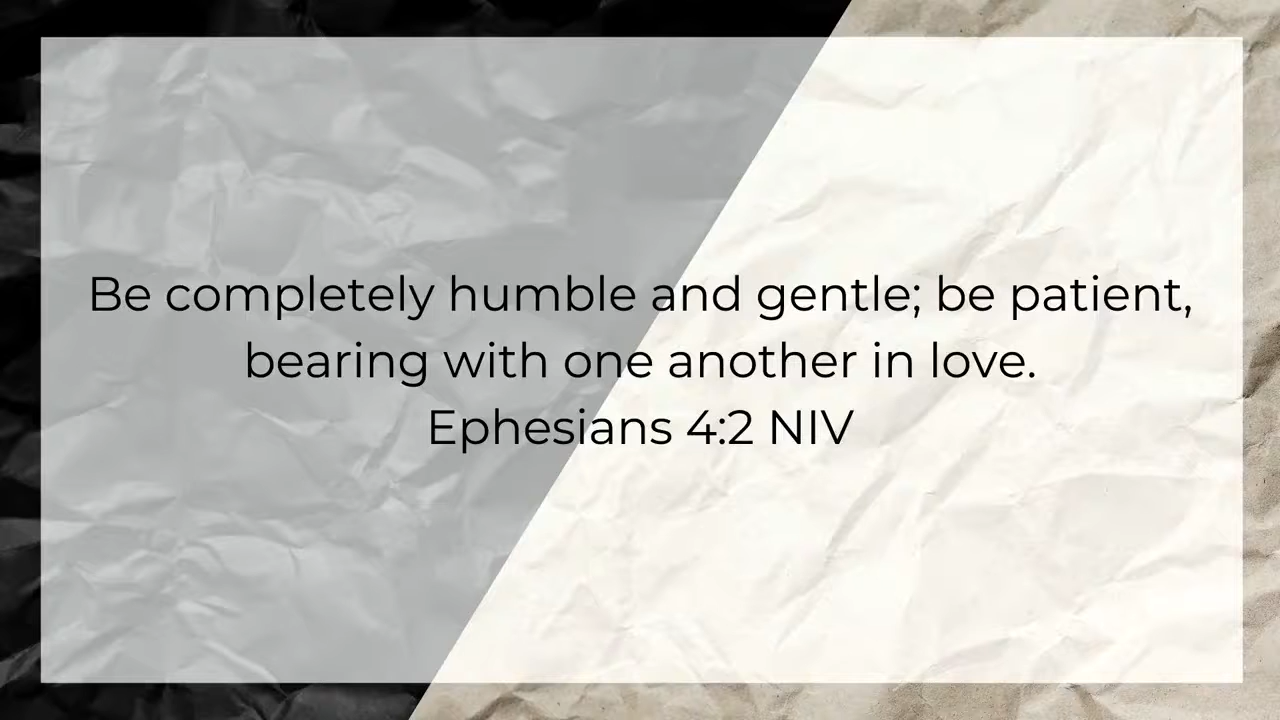 Be completely humble and gentle; be patient,
bearing with one another in love.
Ephesians 4:2 NIV